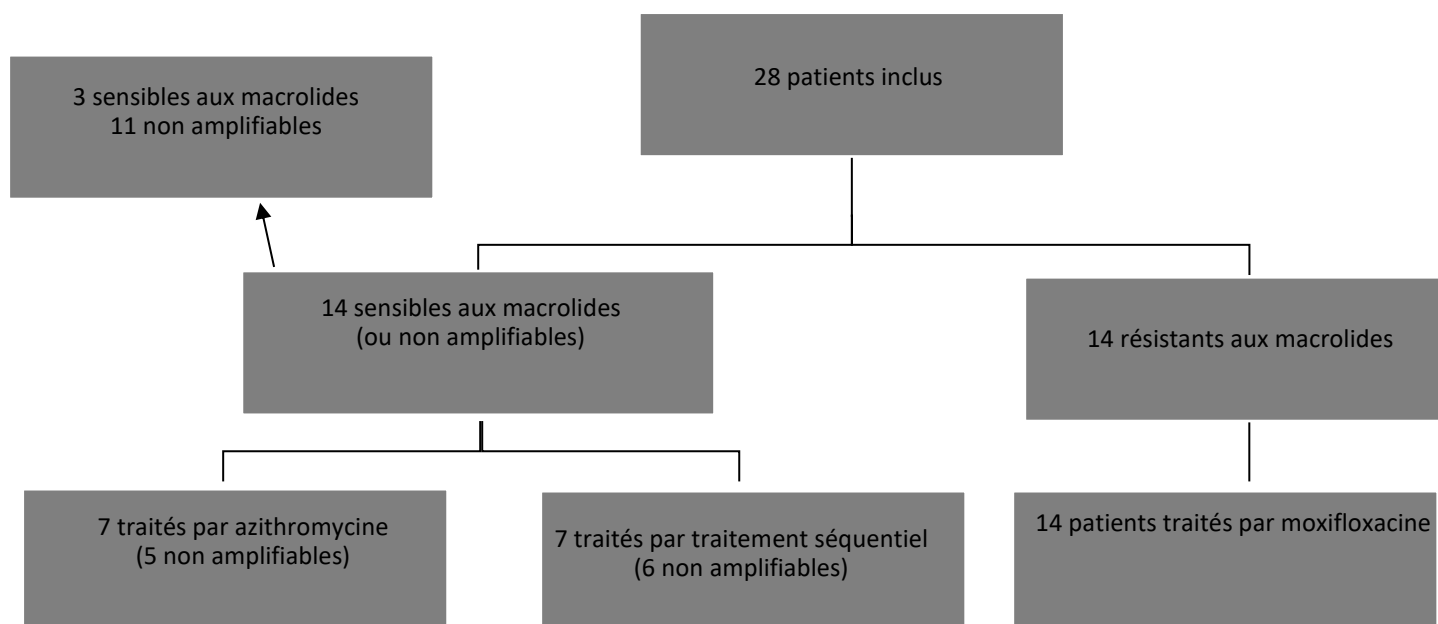 28 patients inclus
3 sensibles aux macrolides
11 non amplifiables
14 sensibles aux macrolides
(ou non amplifiables)
14 résistants aux macrolides
7 traités par azithromycine
(5 non amplifiables)
7 traités par traitement séquentiel
(6 non amplifiables)
14 patients traités par moxifloxacine